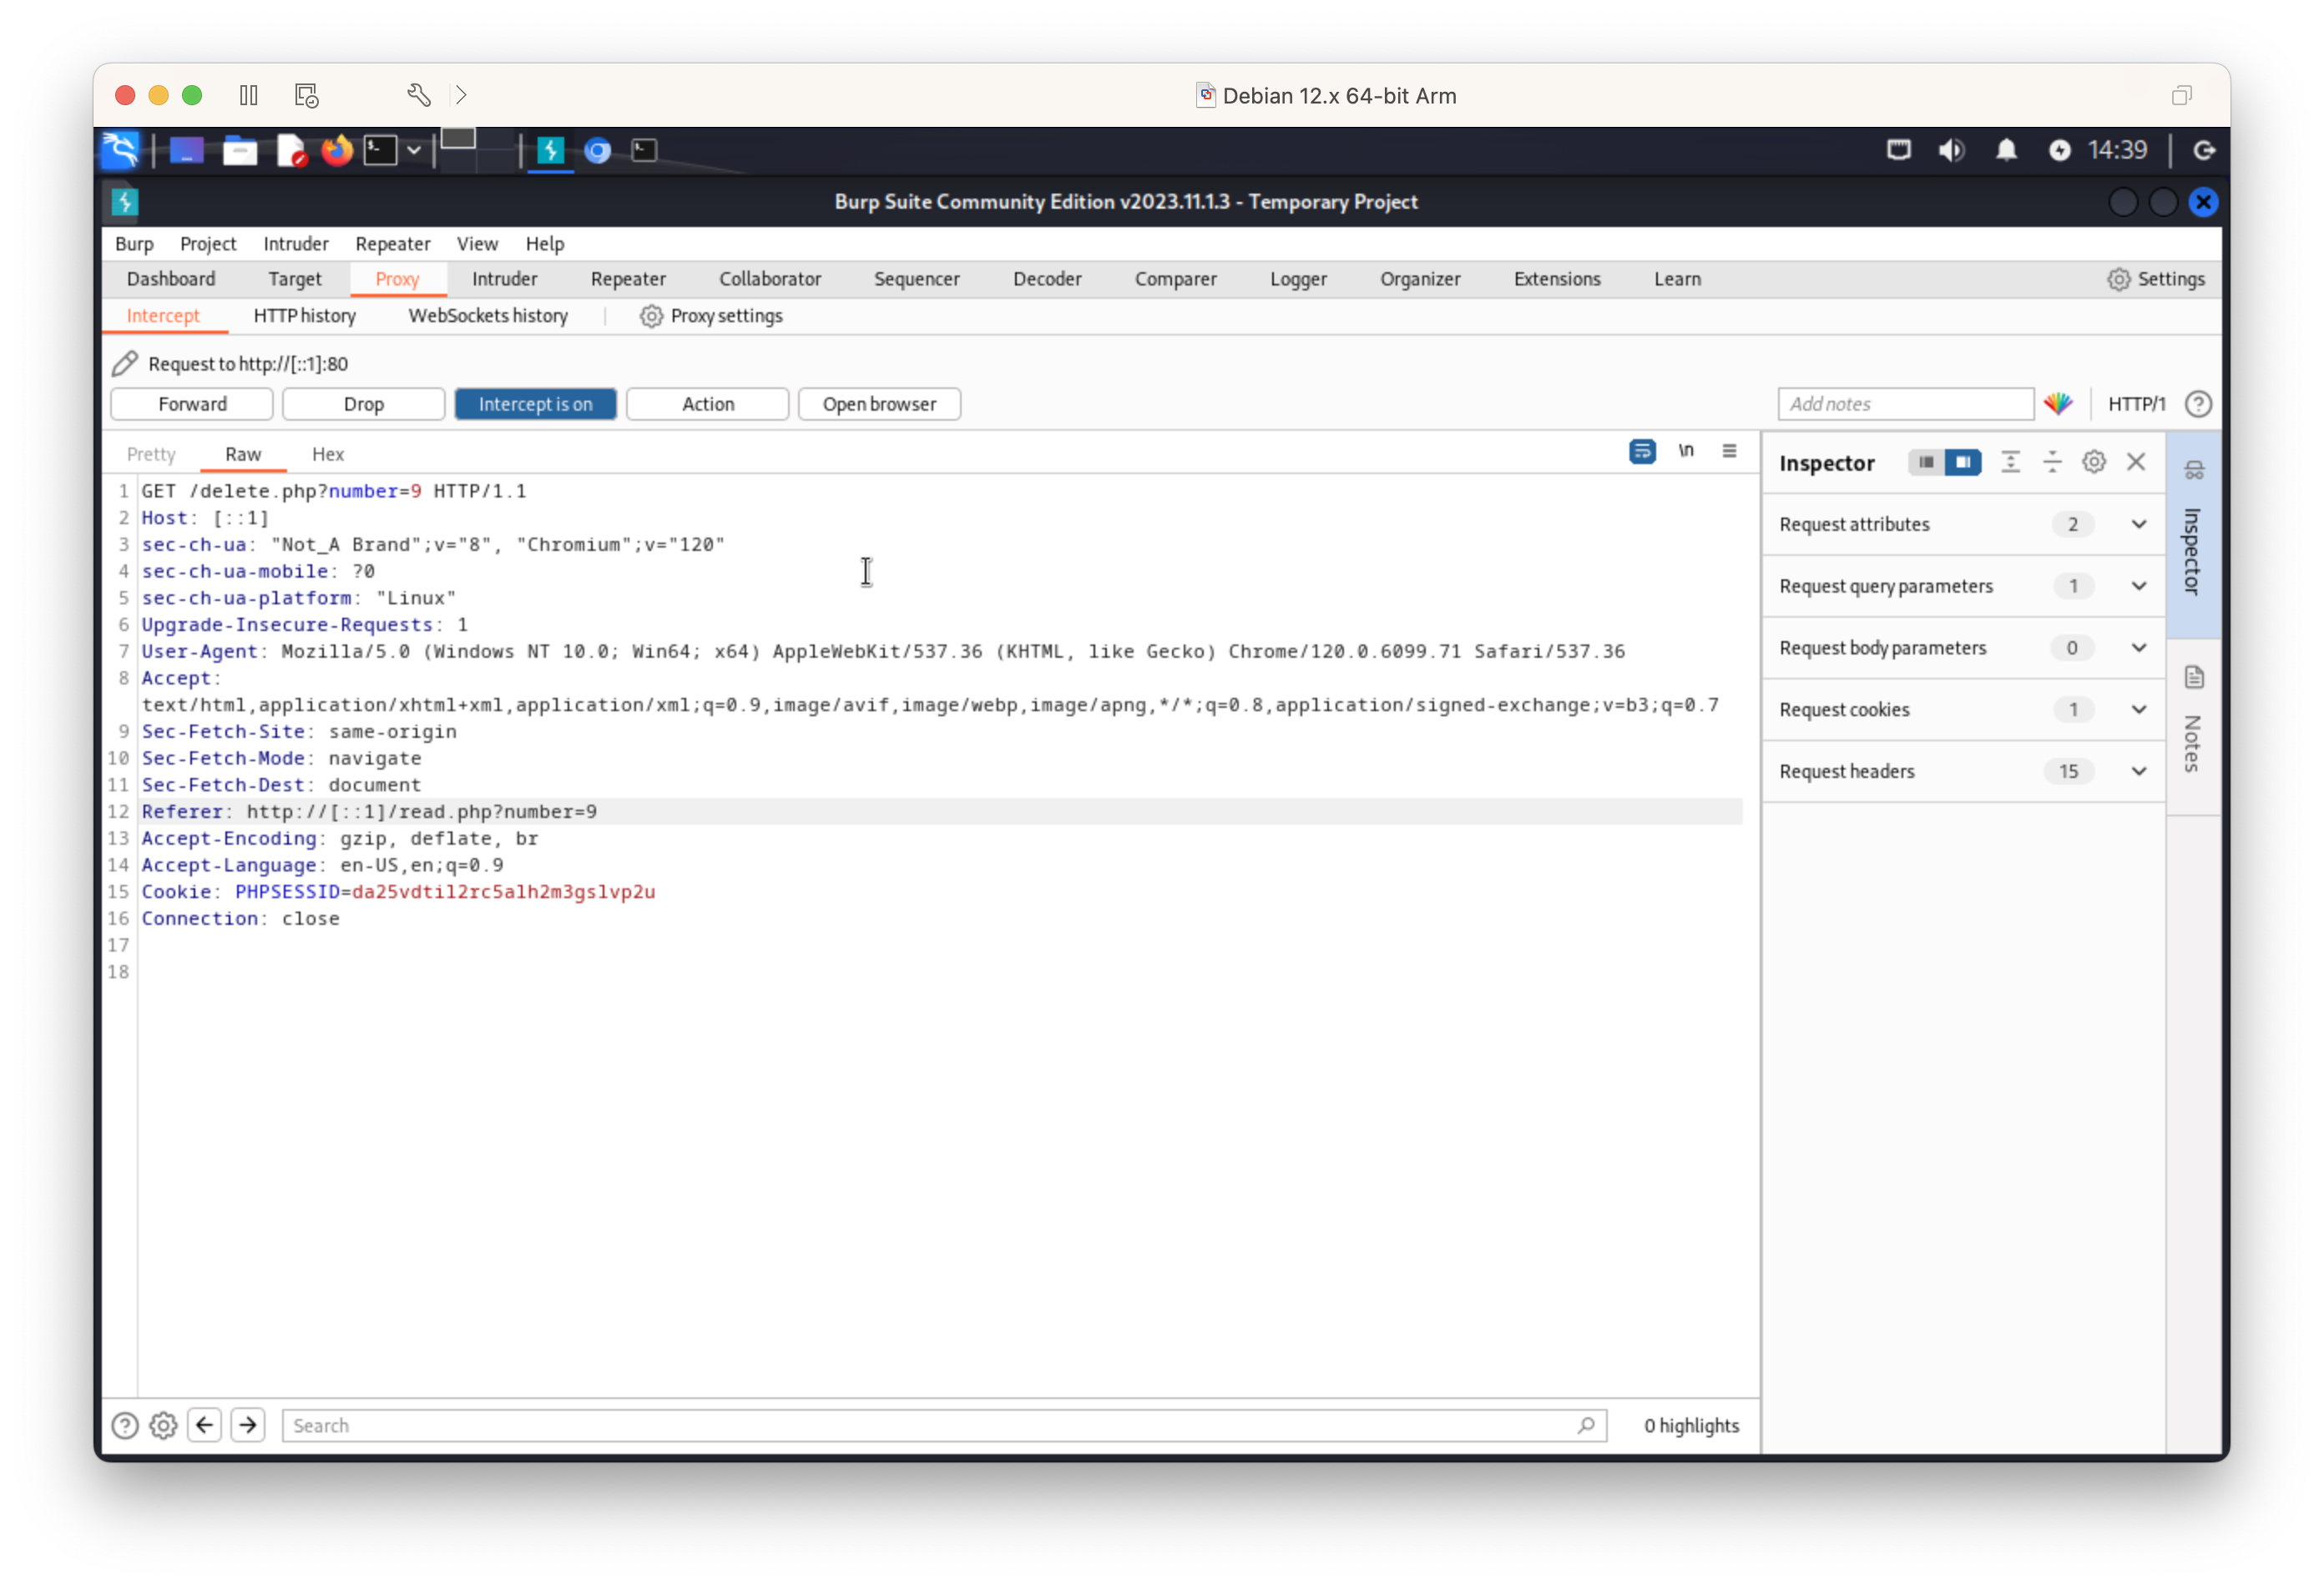 Debian 12.x 64-bit Arm
14:39
Burp Suite Community Edition v2023.11.1.3 - Temporary Project
Burp Project Intruder Repeater View Help
Dashboard Target Proxy Intruder Repeater Collaborator Sequencer Decoder Comparer Logger Organizer Extensions Learn Settings
Intercept HTTP history WebSockets history Proxy settings
Request to http://[::1]:80
Forward Drop Intercept is on Action Open browser Add notes HTTP/1
Pretty Raw Hex \n
1 GET /delete.php?number=9 HTTP/1.1
2 Host: [::1]
3 sec-ch-ua: "Not_A Brand";v="8", "Chromium";v="120"
4 sec-ch-ua-mobile: ?0
5 sec-ch-ua-platform: "Linux"
6 Upgrade-Insecure-Requests: 1
7 User-Agent: Mozilla/5.0 (Windows NT 10.0; Win64; x64) AppleWebKit/537.36 (KHTML, like Gecko) Chrome/120.0.6099.71 Safari/537.36
8 Accept:
text/html,application/xhtml+xml,application/xml;q=0.9,image/avif,image/webp,image/apng,*/*;q=0.8,application/signed-exchange;v=b3;q=0.7
9 Sec-Fetch-Site: same-origin
10 Sec-Fetch-Mode: navigate
11 Sec-Fetch-Dest: document
12 Referer: http://[::1]/read.php?number=9
13 Accept-Encoding: gzip, deflate, br
14 Accept-Language: en-US,en;q=0.9
15 Cookie: PHPSESSID=da25vdtil2rc5alh2m3gslvp2u
16 Connection: close
17
18
Inspector
Request attributes 2
Request query parameters 1
Request body parameters 0
Request cookies 1
Request headers 15
Inspector
Notes
Search 0 highlights